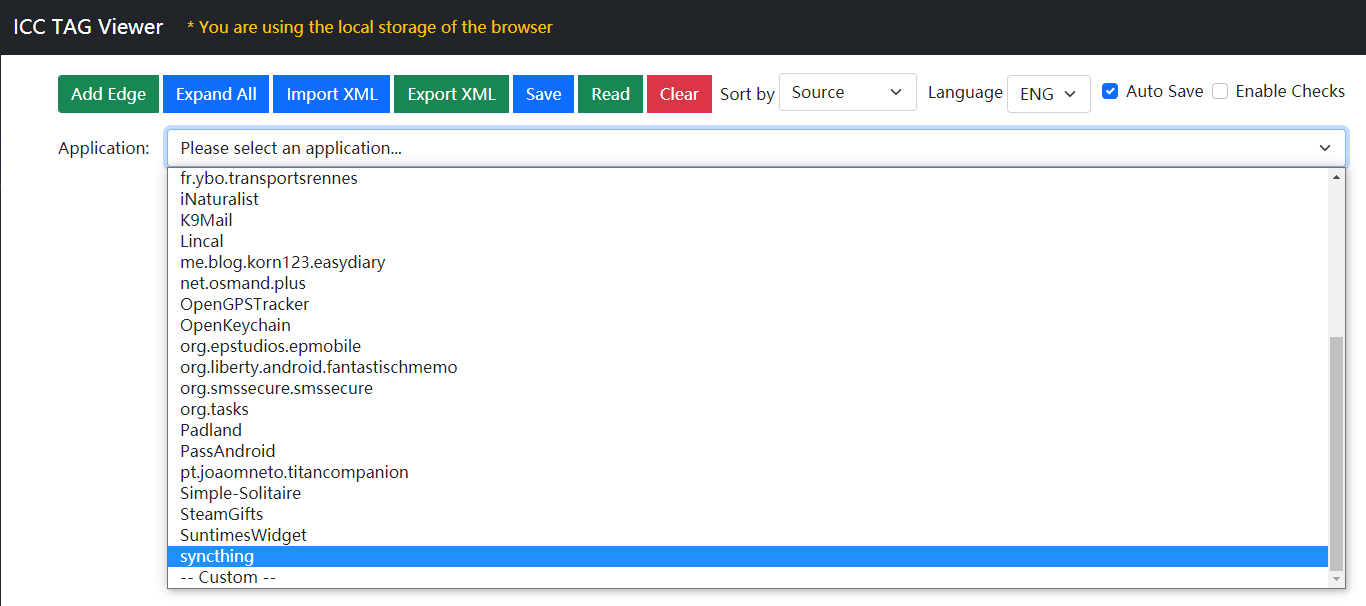 ICC TAG Viewer * You are using the local storage of the browser
Add Edge Expand All Import XML Export XML Save Read Clear Sort by Source Language ENG Auto Save Enable Checks
Application: Please select an application...
fr.ybo.transportsrennes
iNaturalist
K9Mail
Lincal
me.blog.korn123.easydiary
net.osmand.plus
OpenGPSTracker
OpenKeychain
org.epstudios.epmobile
org.liberty.android.fantastischmemo
org.smssecure.smssecure
org.tasks
Padland
PassAndroid
pt.joaomneto.titancompanion
Simple-Solitaire
SteamGifts
SuntimesWidget
syncthing
-- Custom --